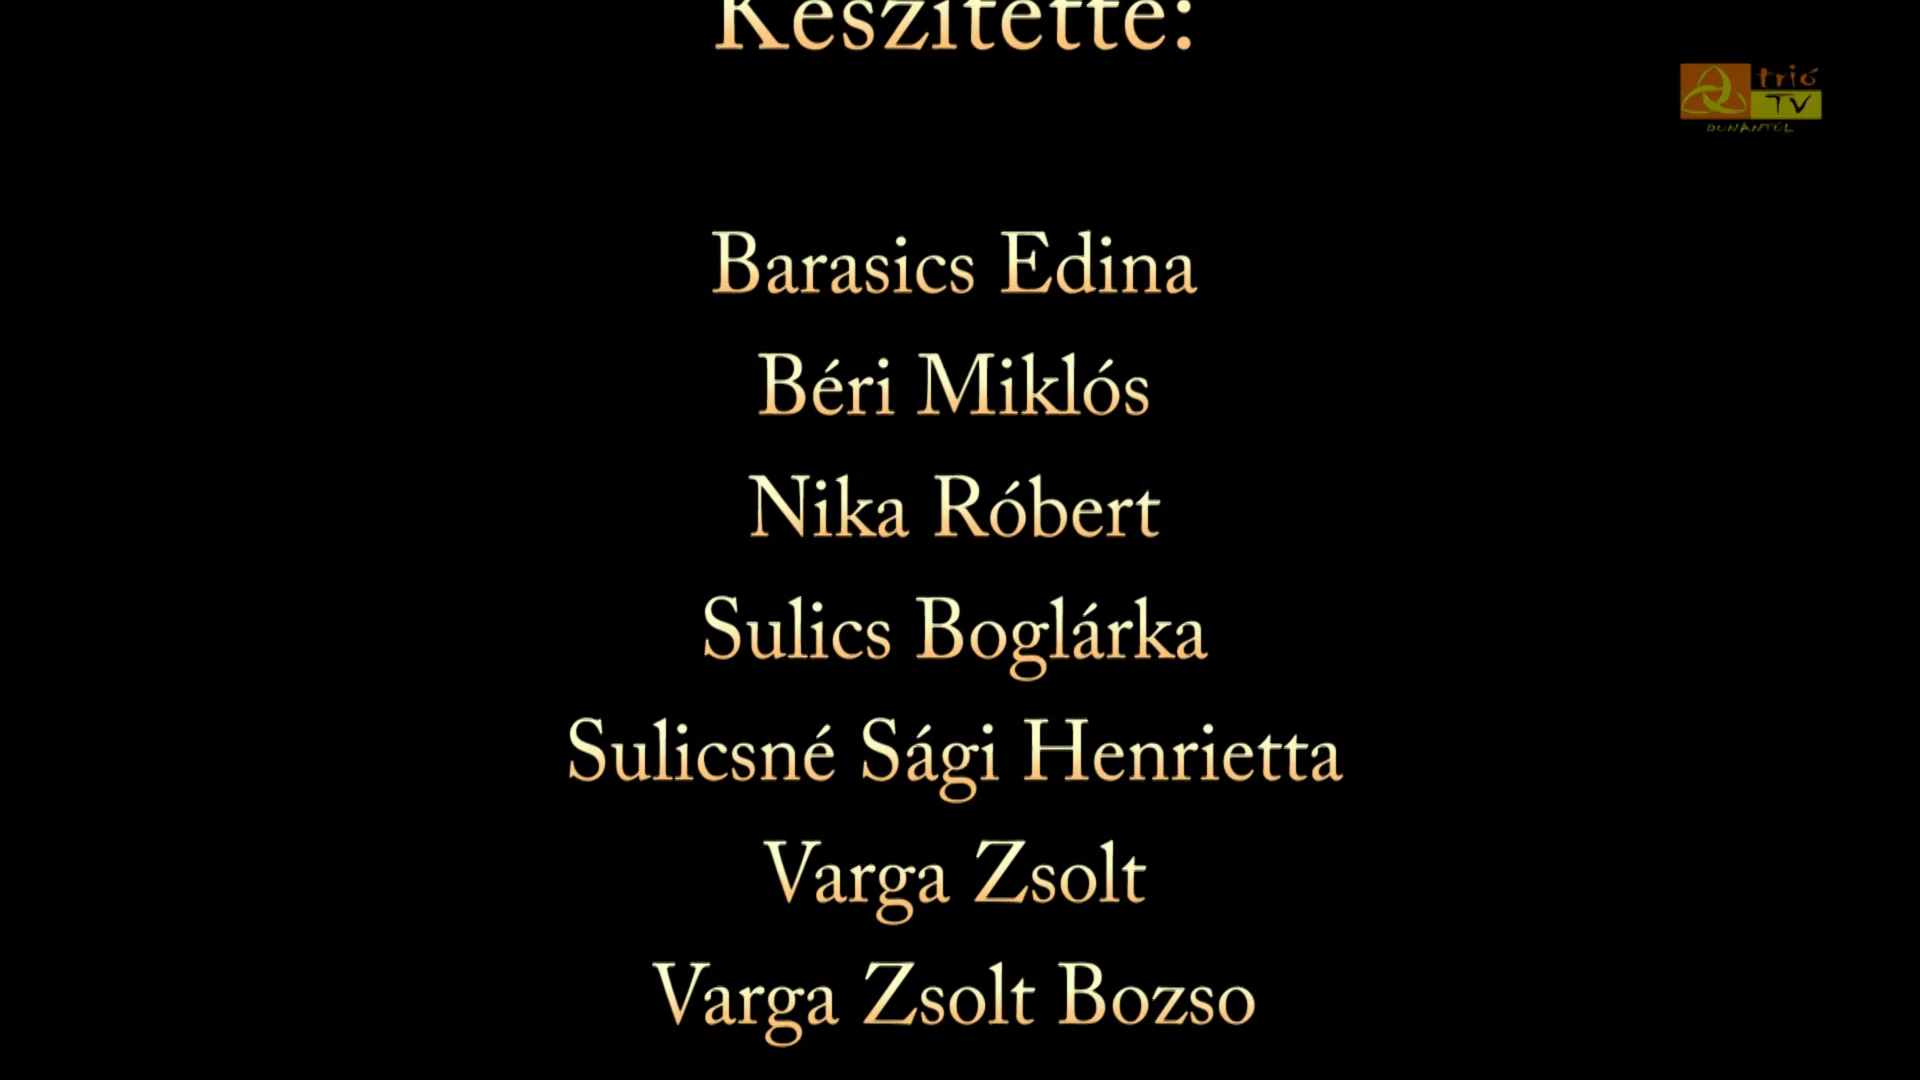 Készítette:
trió
TV
DUNÁNTÚL
Barasics Edina
Béri Miklós
Nika Róbert
Sulics Boglárka
Sulicsné Sági Henrietta
Varga Zsolt
Varga Zsolt Bozso